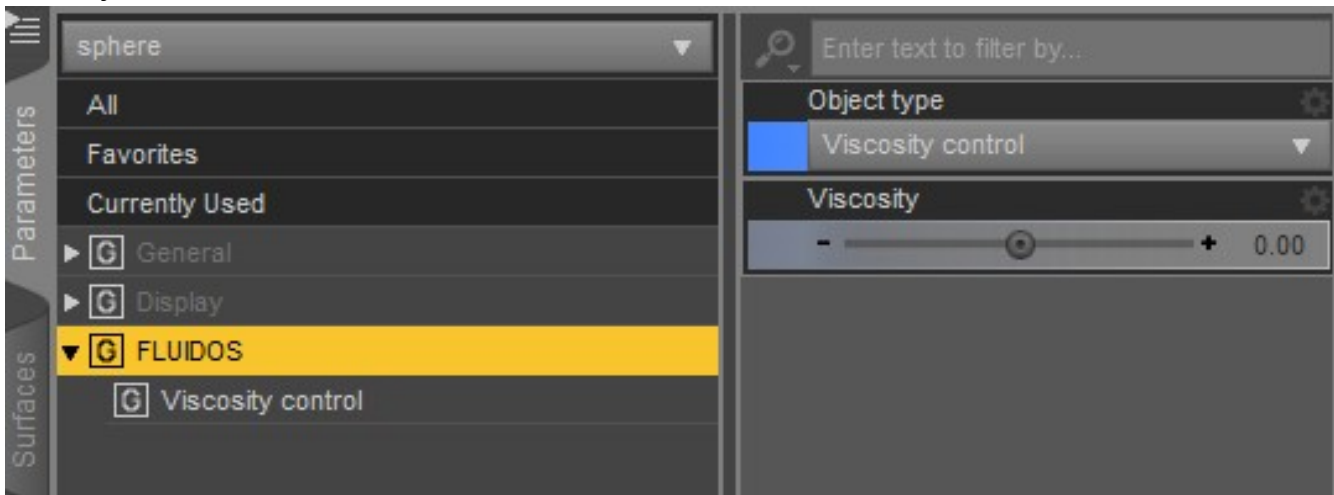 sphere
Enter text to filter by...
All
Object type
Favorites
Viscosity control
Currently Used
Viscosity
G General
- + 0.00
G Display
G FLUIDOS
G Viscosity control
Parameters
Surfaces